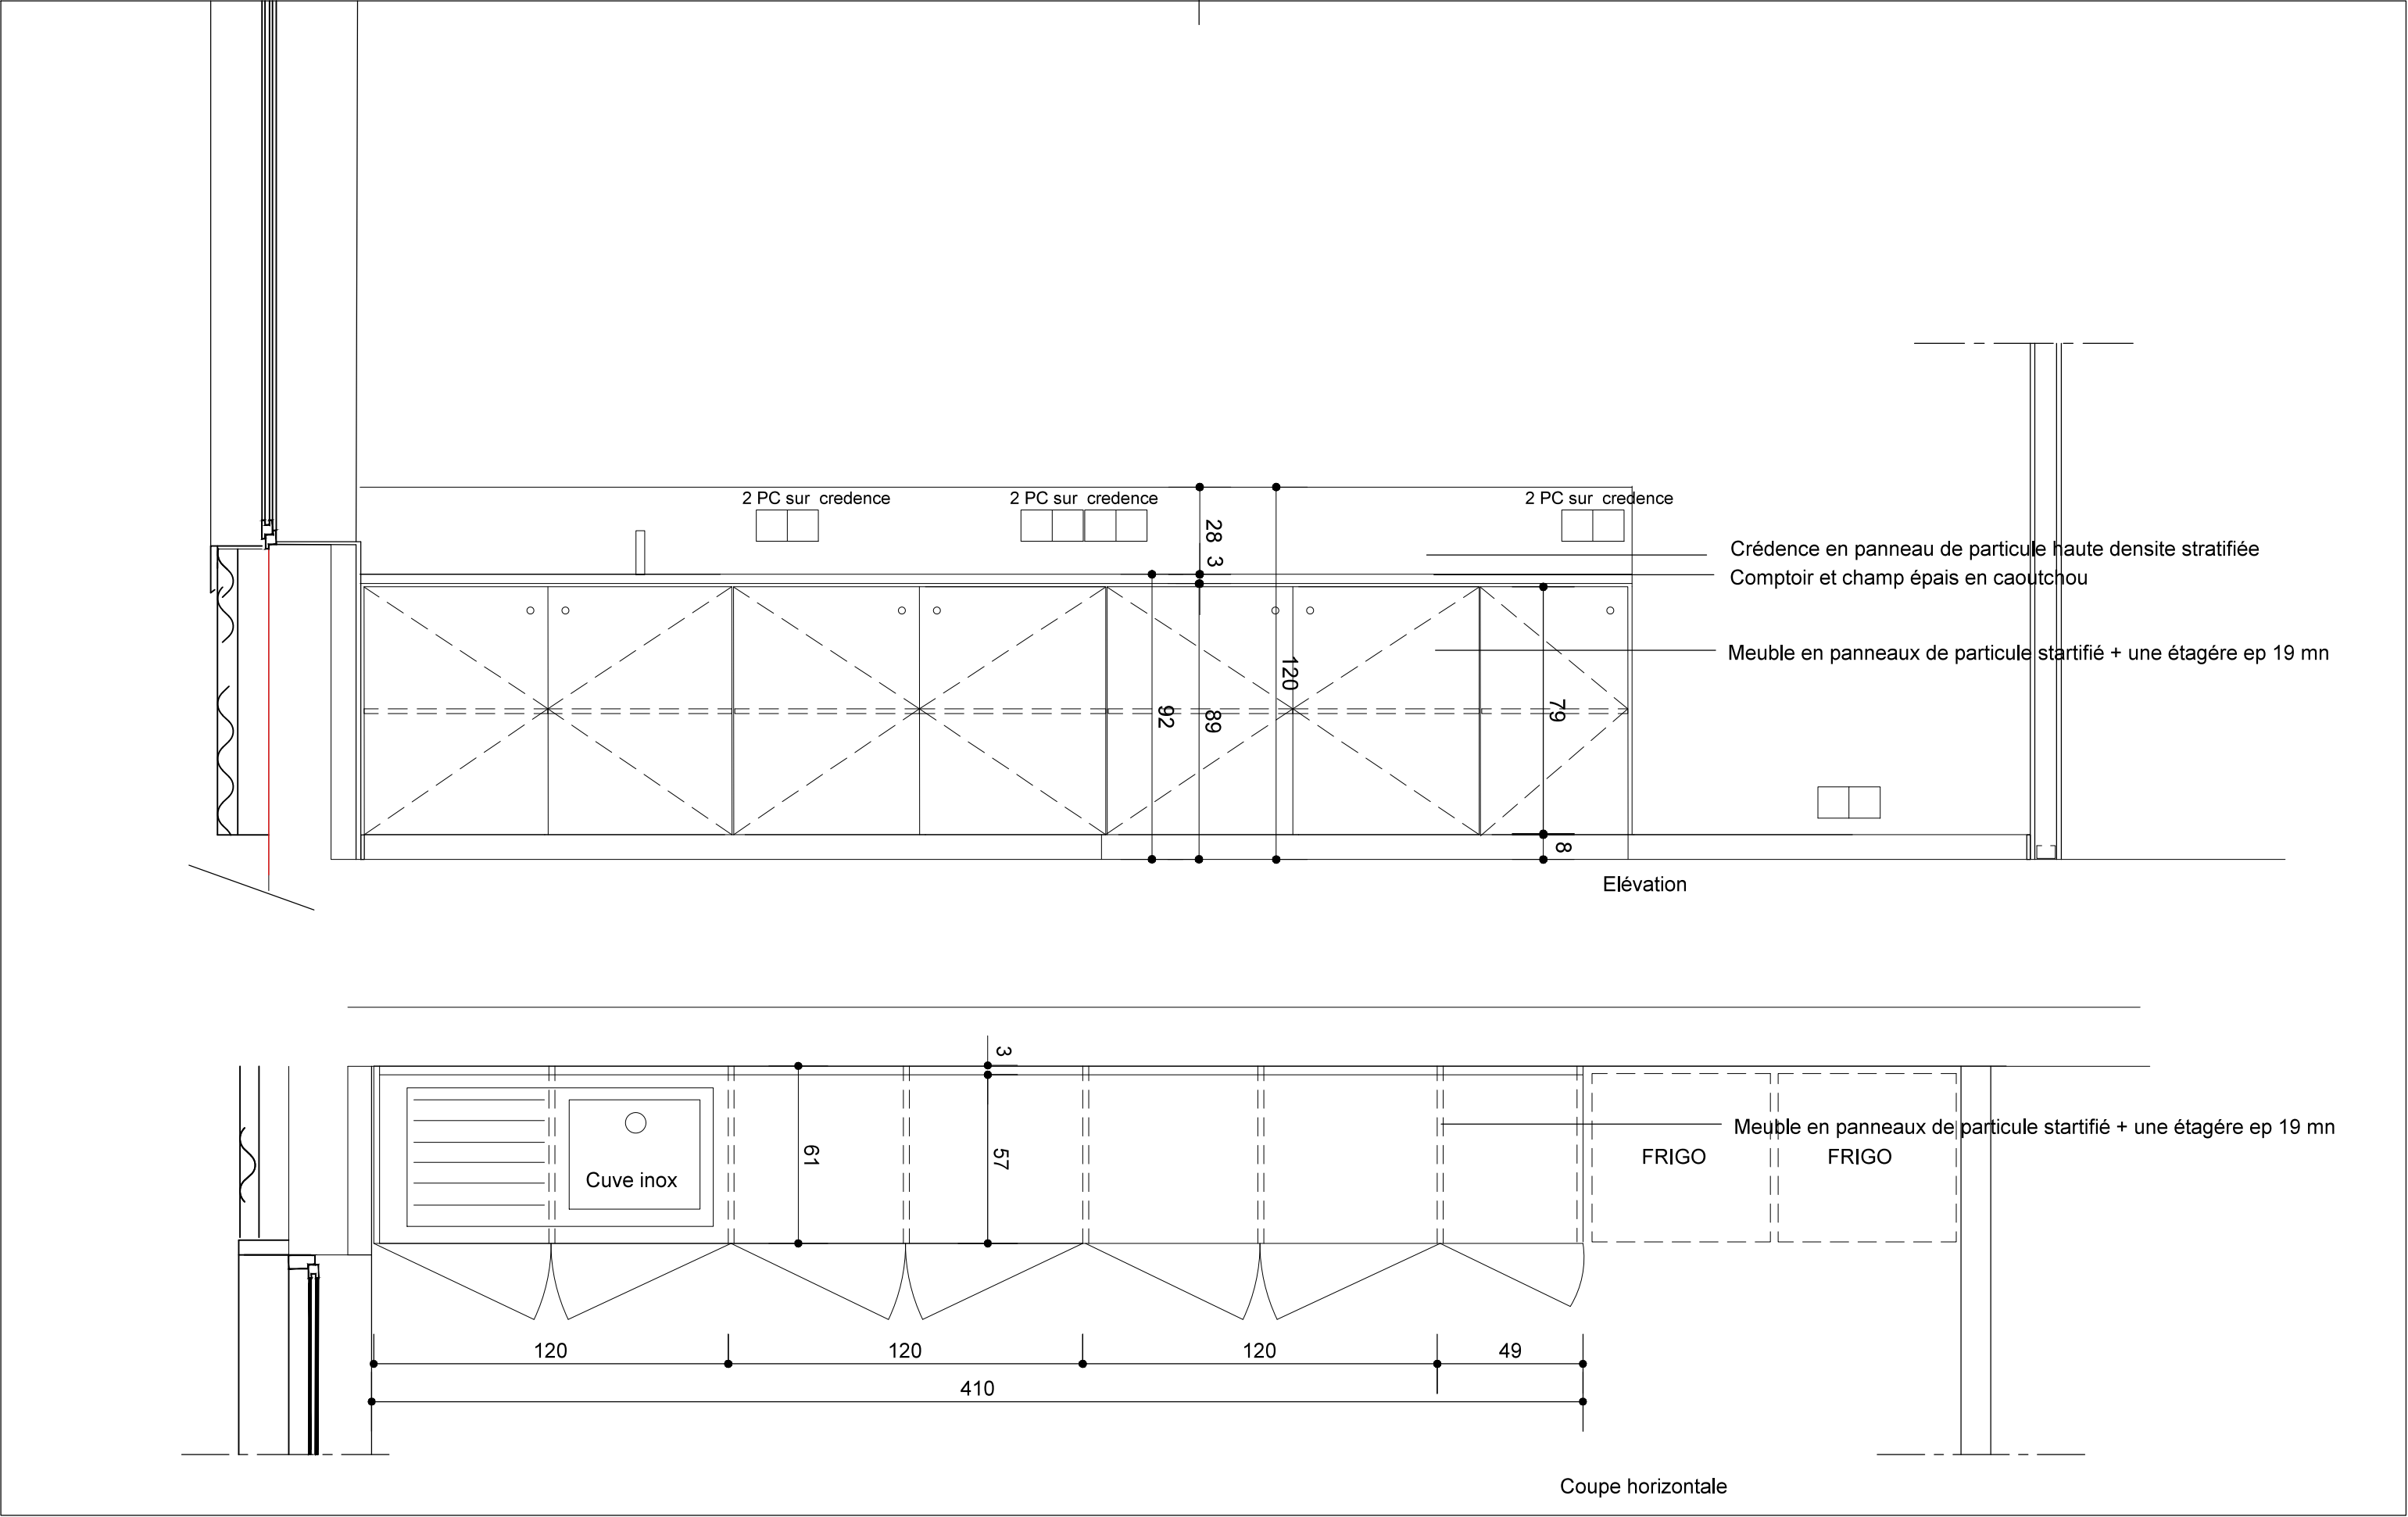 2 PC sur credence
2 PC sur credence
2 PC sur credence
28
3
Crédence en panneau de particule haute densite stratifiée
Comptoir et champ épais en caoutchou
Meuble en panneaux de particule startifié + une étagére ep 19 mn
120
92
89
79
8
Elévation
3
61
57
Meuble en panneaux de particule startifié + une étagére ep 19 mn
FRIGO
FRIGO
Cuve inox
120
120
120
49
410
Coupe horizontale